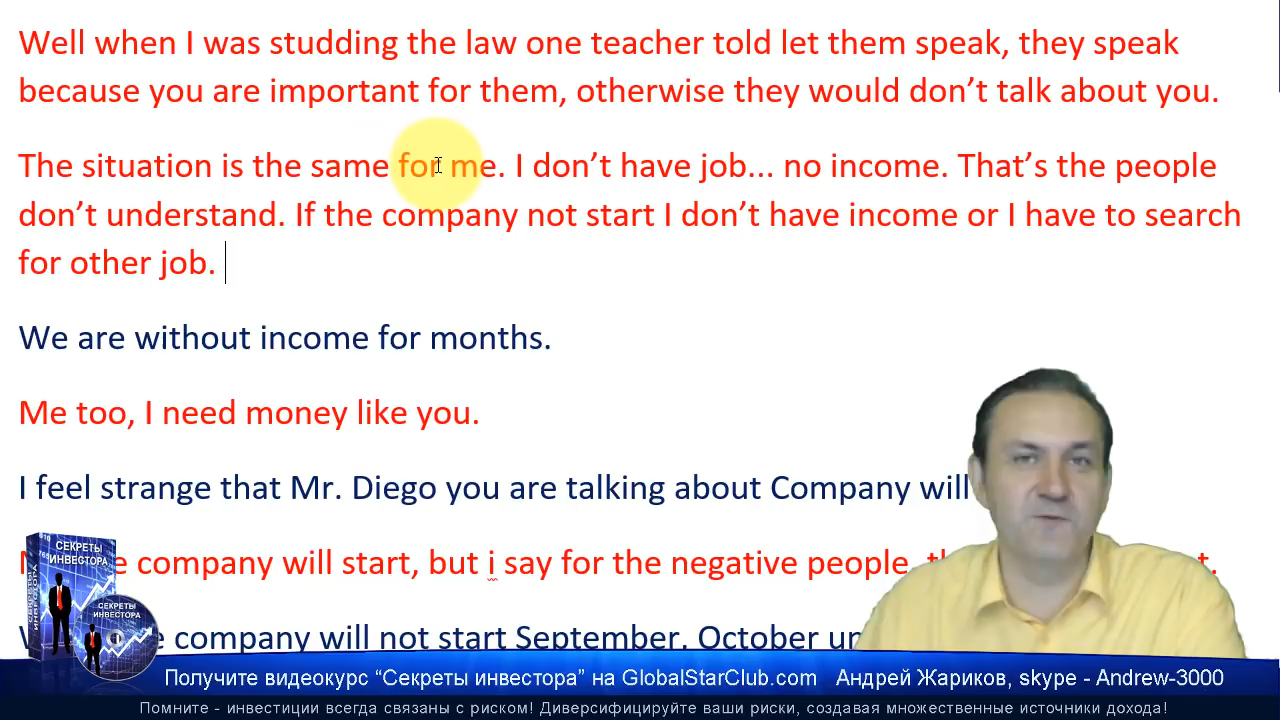 Well when I was studding the law one teacher told let them speak, they speak
because you are important for them, otherwise they would don’t talk about you.
The situation is the same for me. I don’t have job... no income. That’s the people
don’t understand. If the company not start I don’t have income or I have to search
for other job.
We are without income for months.
Me too, I need money like you.
I feel strange that Mr. Diego you are talking about Company will
company will start, but i say for the negative people,
company will not start September, October
СЕКРЕТЫ
ИНВЕСТОРА
СЕКРЕТЫ
ИНВЕСТОРА
Получите видеокурс “Секреты инвестора” на GlobalStarClub.com Андрей Жариков, skype - Andrew-3000
Помните - инвестиции всегда связаны с риском! Диверсифицируйте ваши риски, создавая множественные источники дохода!